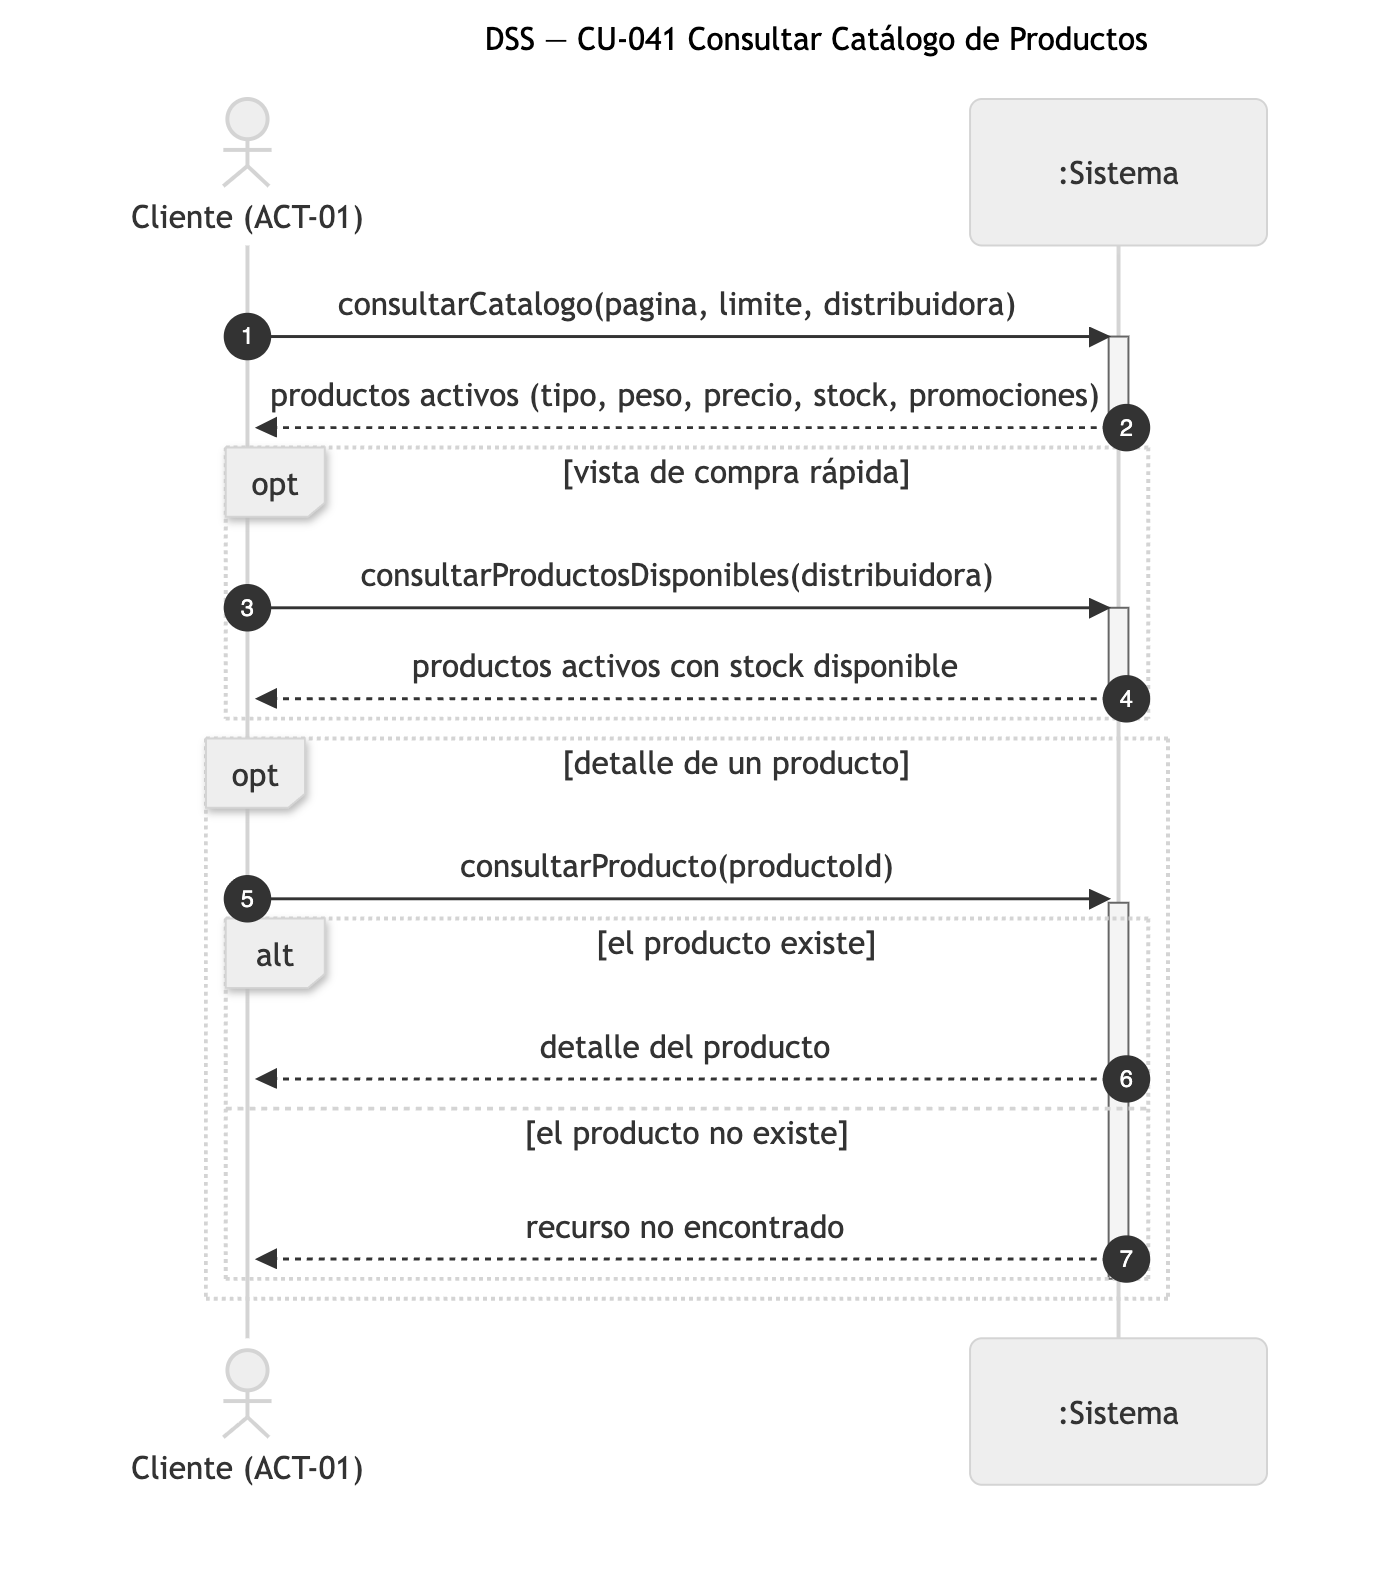 DSS — CU-041 Consultar Catálogo de Productos
Cliente (ACT-01)
:Sistema
consultarCatalogo(pagina, limite, distribuidora)
1
productos activos (tipo, peso, precio, stock, promociones)
2
opt
[vista de compra rápida]
consultarProductosDisponibles(distribuidora)
3
productos activos con stock disponible
4
opt
[detalle de un producto]
consultarProducto(productoId)
5
alt
[el producto existe]
detalle del producto
6
[el producto no existe]
recurso no encontrado
7
Cliente (ACT-01)
:Sistema